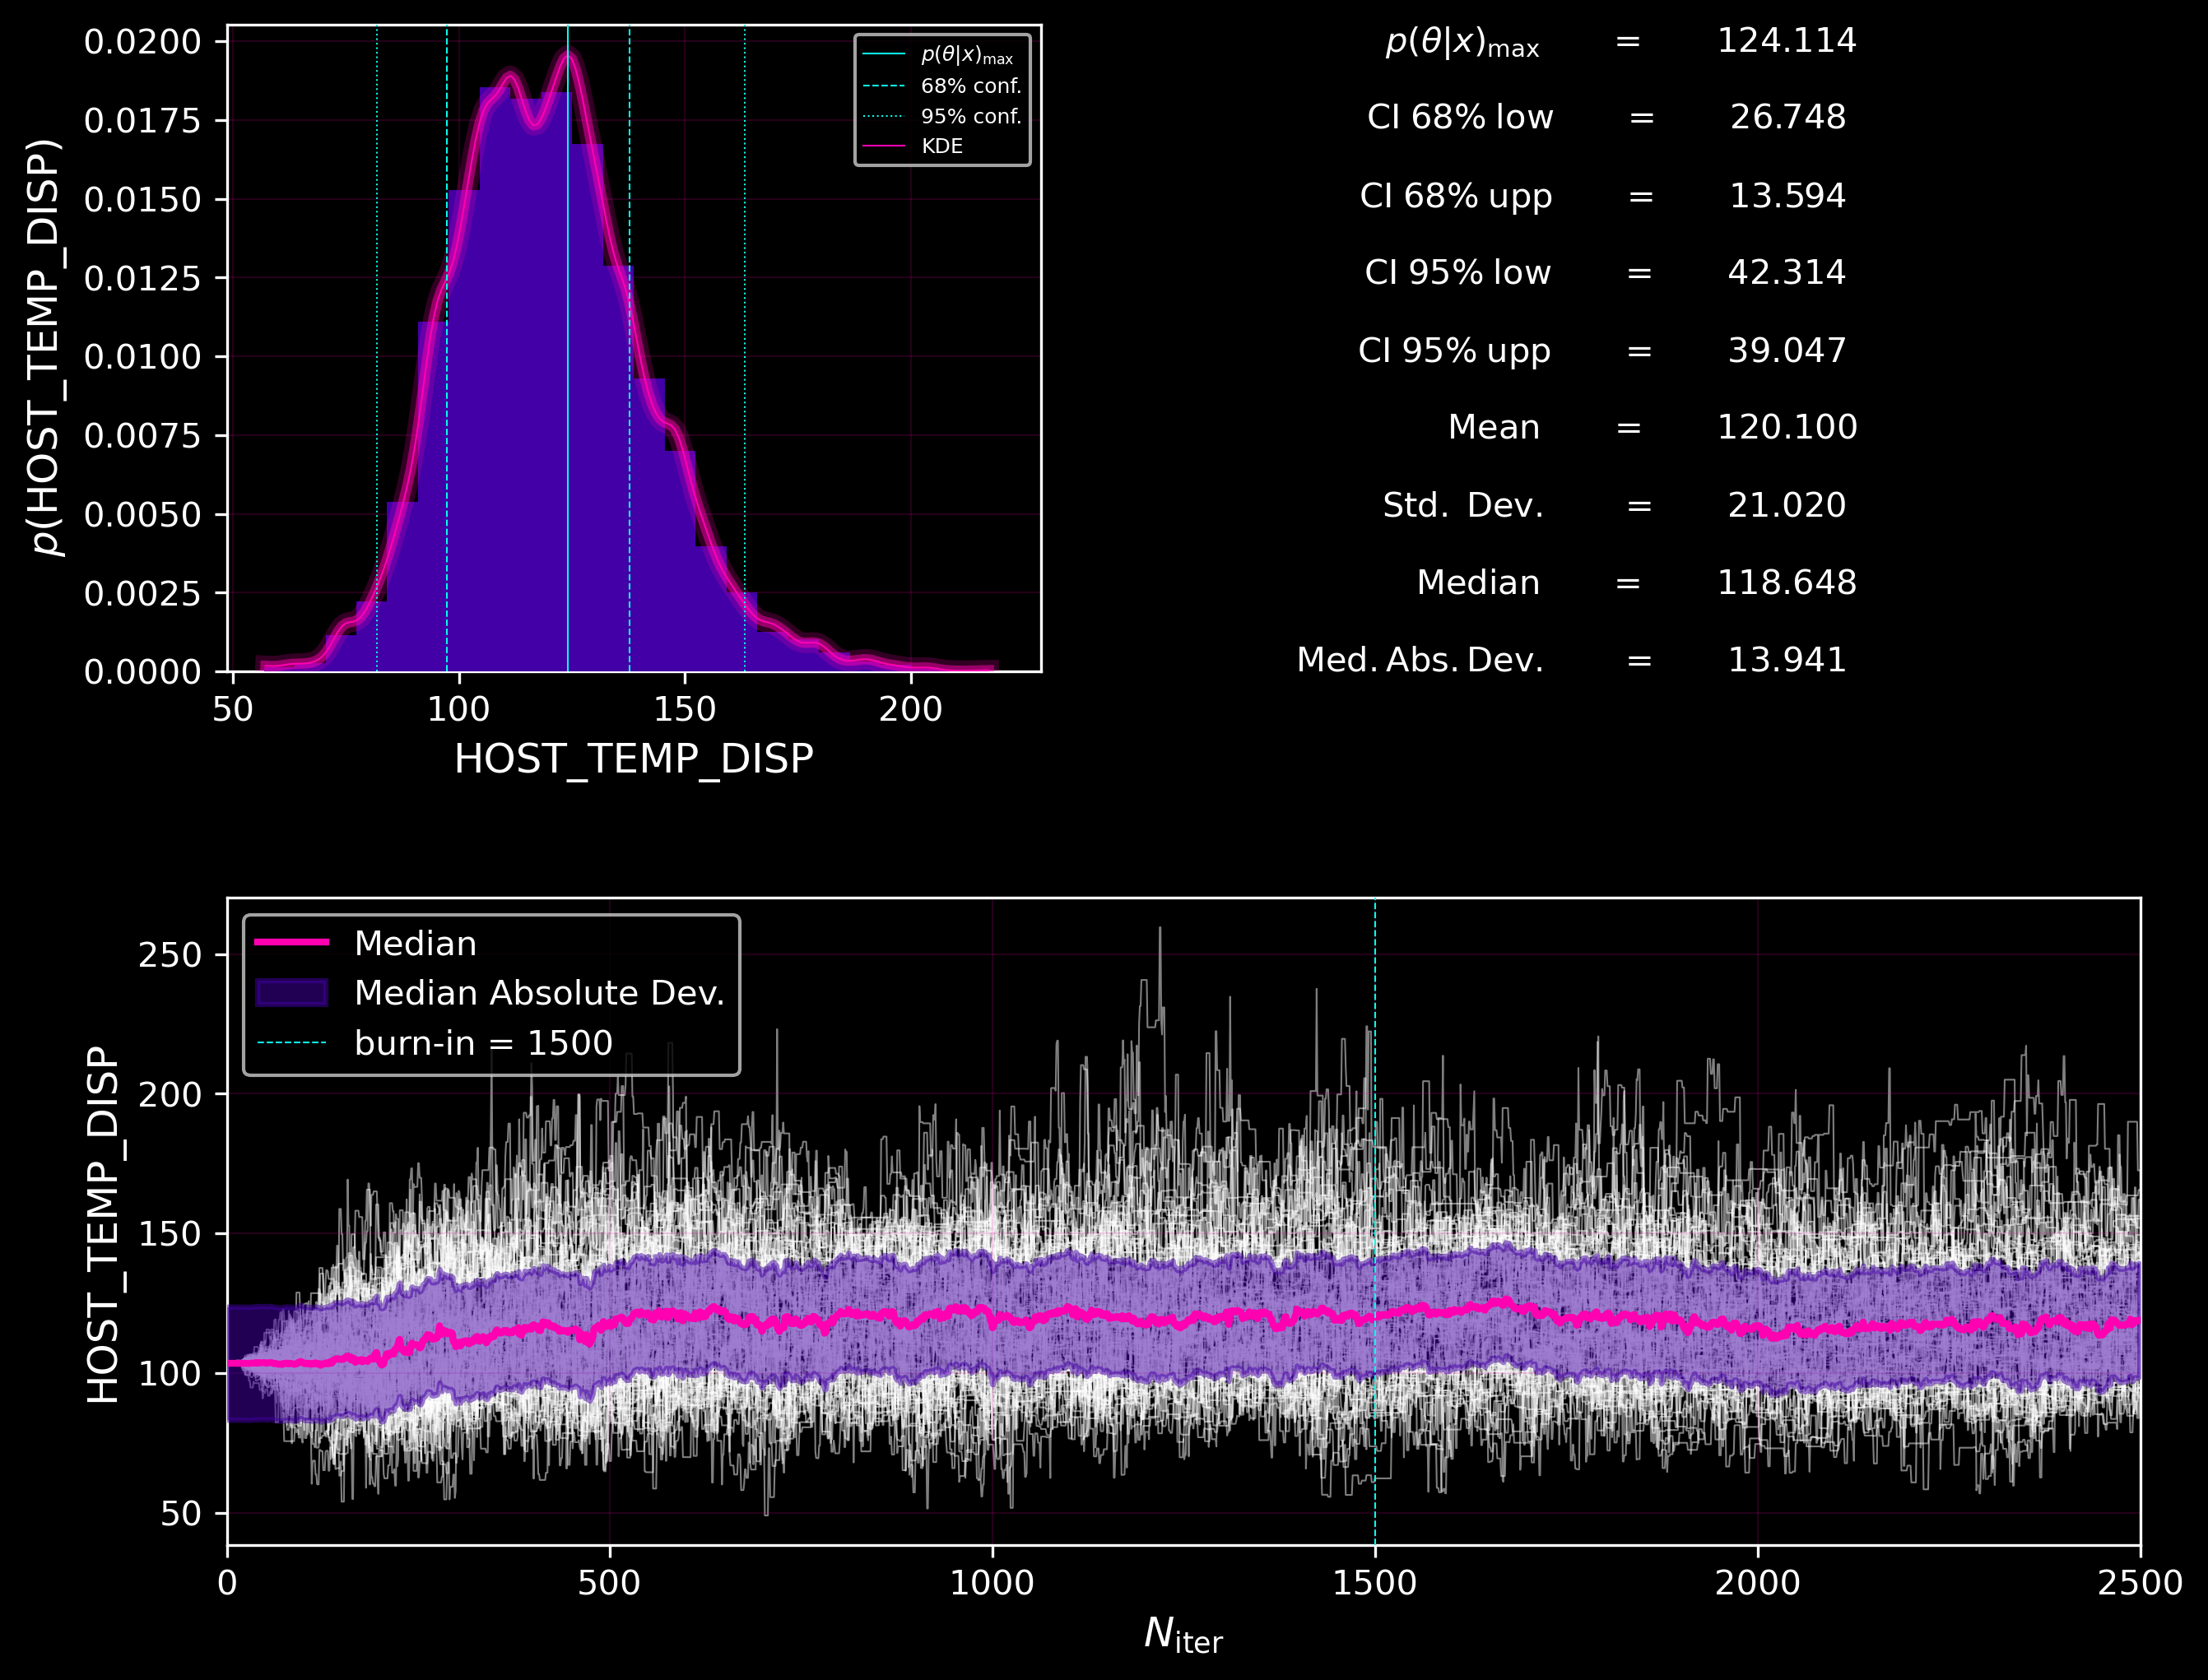 0.0200
0.0175
0.0150
0.0125
0.0100
0.0075
0.0050
0.0025
0.0000
p(HOST_TEMP_DISP)
50 100 150 200
HOST_TEMP_DISP
p(θ|x)max
68% conf.
95% conf.
KDE
p(θ|x)max = 124.114
CI 68% low = 26.748
CI 68% upp = 13.594
CI 95% low = 42.314
CI 95% upp = 39.047
Mean = 120.100
Std. Dev. = 21.020
Median = 118.648
Med. Abs. Dev. = 13.941
250
200
150
100
50
HOST_TEMP_DISP
Median
Median Absolute Dev.
burn-in = 1500
0 500 1000 1500 2000 2500
Niter